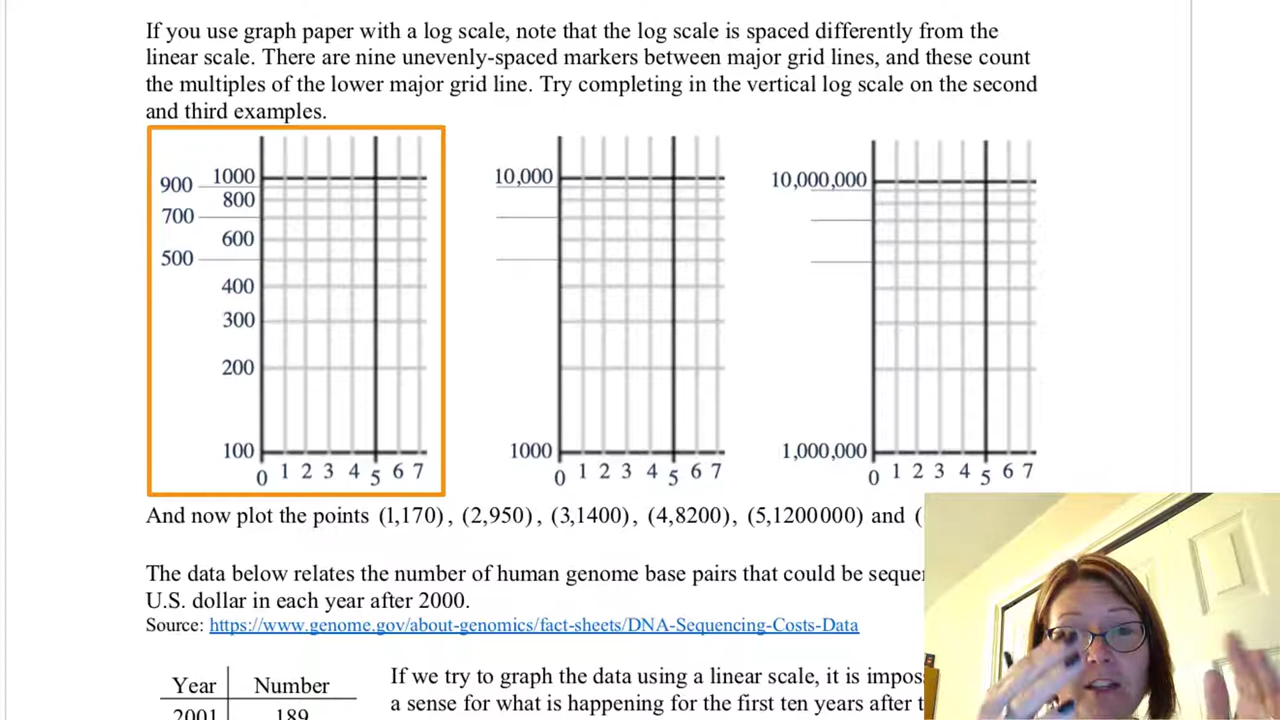 If you use graph paper with a log scale, note that the log scale is spaced differently from the
linear scale. There are nine unevenly-spaced markers between major grid lines, and these count
the multiples of the lower major grid line. Try completing in the vertical log scale on the second
and third examples.
900 1000
800
700
600
500
400
300
200
100
0 1 2 3 4 5 6 7
10,000
1000
0 1 2 3 4 5 6 7
10,000,000
1,000,000
0 1 2 3 4 5 6 7
And now plot the points (1,170), (2,950), (3,1400), (4,8200), (5,1200000) and (
The data below relates the number of human genome base pairs that could be
U.S. dollar in each year after 2000.
Source: https://www.genome.gov/about-genomics/fact-sheets/DNA-Sequencing-Costs-Data
Year Number
2001 189
If we try to graph the data using a linear scale, it is
a sense for what is happening for the first ten years after